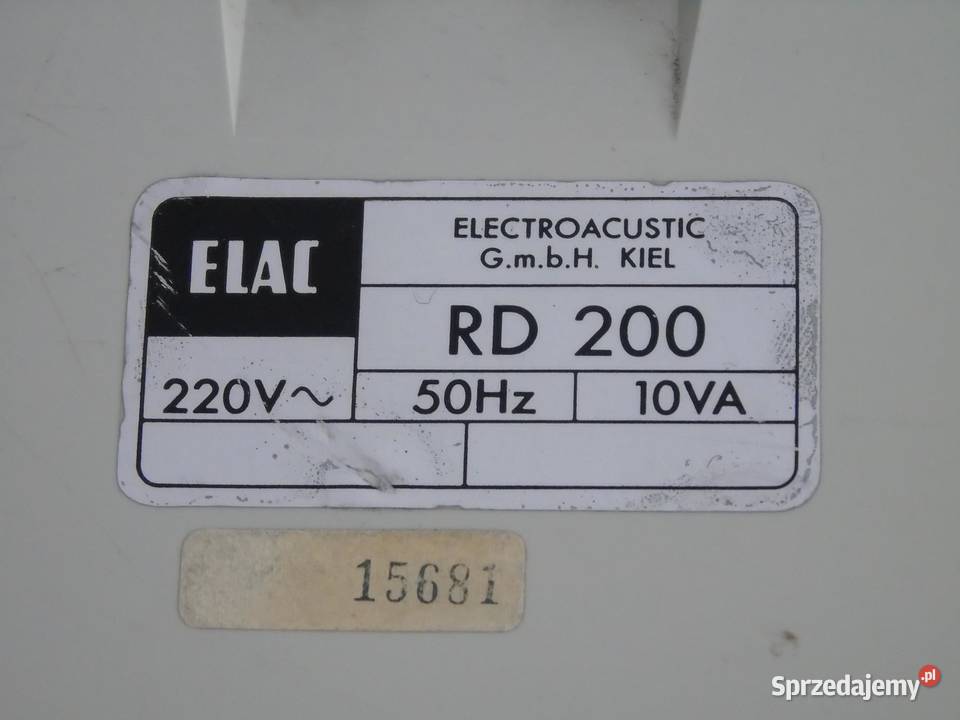 ELAC
ELECTROACUSTIC
G.m.b.H. KIEL
RD 200
220V~
50Hz
10VA
15681
Sprzedajemy.pl